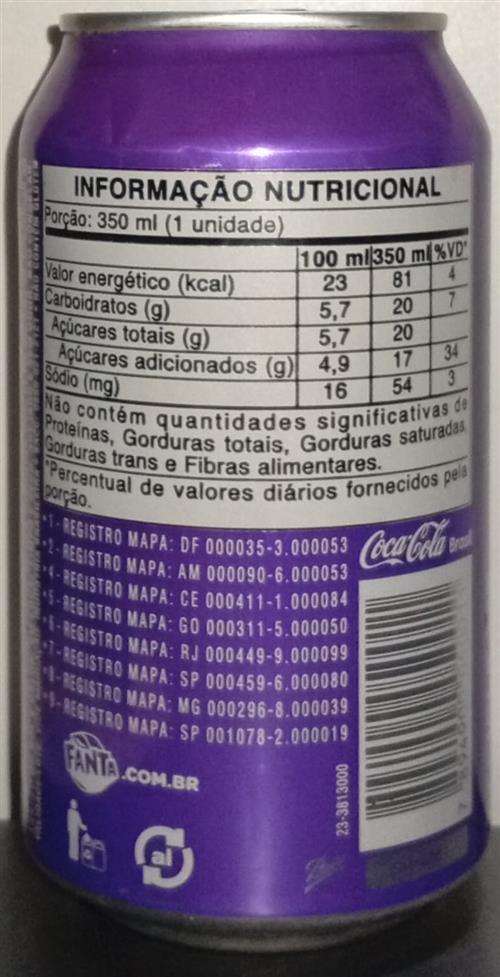 INFORMAÇÃO NUTRICIONAL
Porção: 350 ml (1 unidade)
100 ml 350 ml %VD*
Valor energético (kcal) 23 81 4
Carboidratos (g) 5,7 20 7
Açúcares totais (g) 5,7 20
Açúcares adicionados (g) 4,9 17 34
Sódio (mg) 16 54 3
Não contém quantidades significativas de
Proteínas, Gorduras totais, Gorduras saturadas,
Gorduras trans e Fibras alimentares.
*Percentual de valores diários fornecidos pela
porção.
*1-REGISTRO MAPA: DF 000035-3.000053
*2-REGISTRO MAPA: AM 000090-6.000053
*4-REGISTRO MAPA: CE 000411-1.000084
*5-REGISTRO MAPA: GO 000311-5.000050
*6-REGISTRO MAPA: RJ 000449-9.000099
*7-REGISTRO MAPA: SP 000459-6.000080
*8-REGISTRO MAPA: MG 000296-8.000039
*9-REGISTRO MAPA: SP 001078-2.000019
Coca-Cola Brasil
FANTA.COM.BR
al
23-3813000